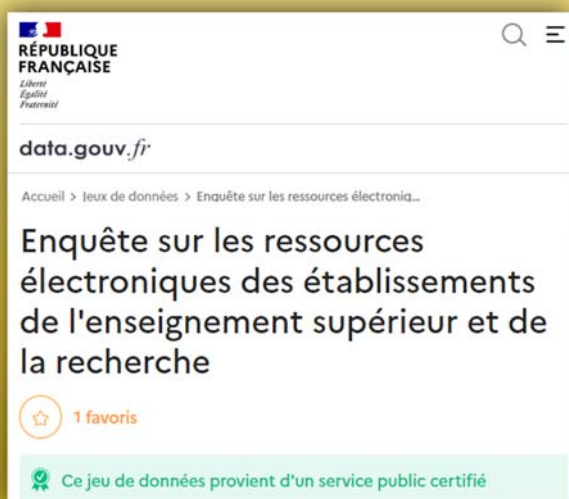 RÉPUBLIQUE
FRANÇAISE
Liberté
Égalité
Fraternité
data.gouv.fr
Accueil > Jeux de données > Enquête sur les ressources électroniq...
Enquête sur les ressources
électroniques des établissements
de l'enseignement supérieur et de
la recherche
1 favoris
Ce jeu de données provient d'un service public certifié